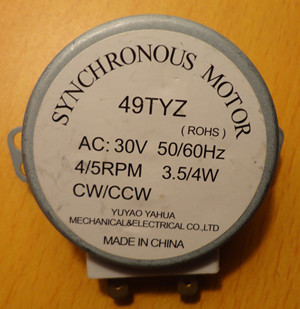 SYNCHRONOUS MOTOR
49TYZ
(ROHS)
AC: 30V 50/60Hz
4/5RPM 3.5/4W
CW/CCW
YUYAO YAHUA
MECHANICAL&ELECTRICAL CO.,LTD
MADE IN CHINA